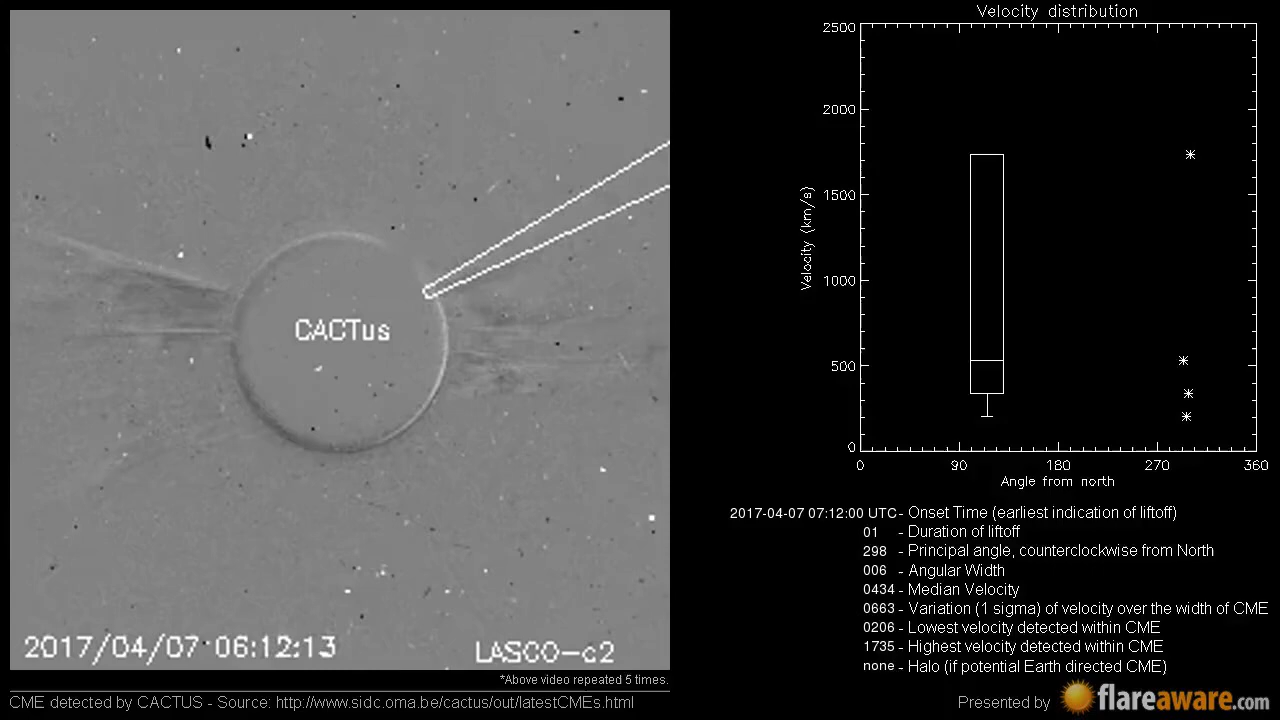 Velocity distribution
2500
2000
1500
1000
500
0
Velocity (km/s)
0 90 180 270 360
Angle from north
CACTus
2017/04/07 06:12:13 LASCO-c2
*Above video repeated 5 times.
2017-04-07 07:12:00 UTC - Onset Time (earliest indication of liftoff)
01 - Duration of liftoff
298 - Principal angle, counterclockwise from North
006 - Angular Width
0434 - Median Velocity
0663 - Variation (1 sigma) of velocity over the width of CME
0206 - Lowest velocity detected within CME
1735 - Highest velocity detected within CME
none - Halo (if potential Earth directed CME)
CME detected by CACTUS - Source: http://www.sidc.oma.be/cactus/out/latestCMEs.html
Presented by flareaware.com